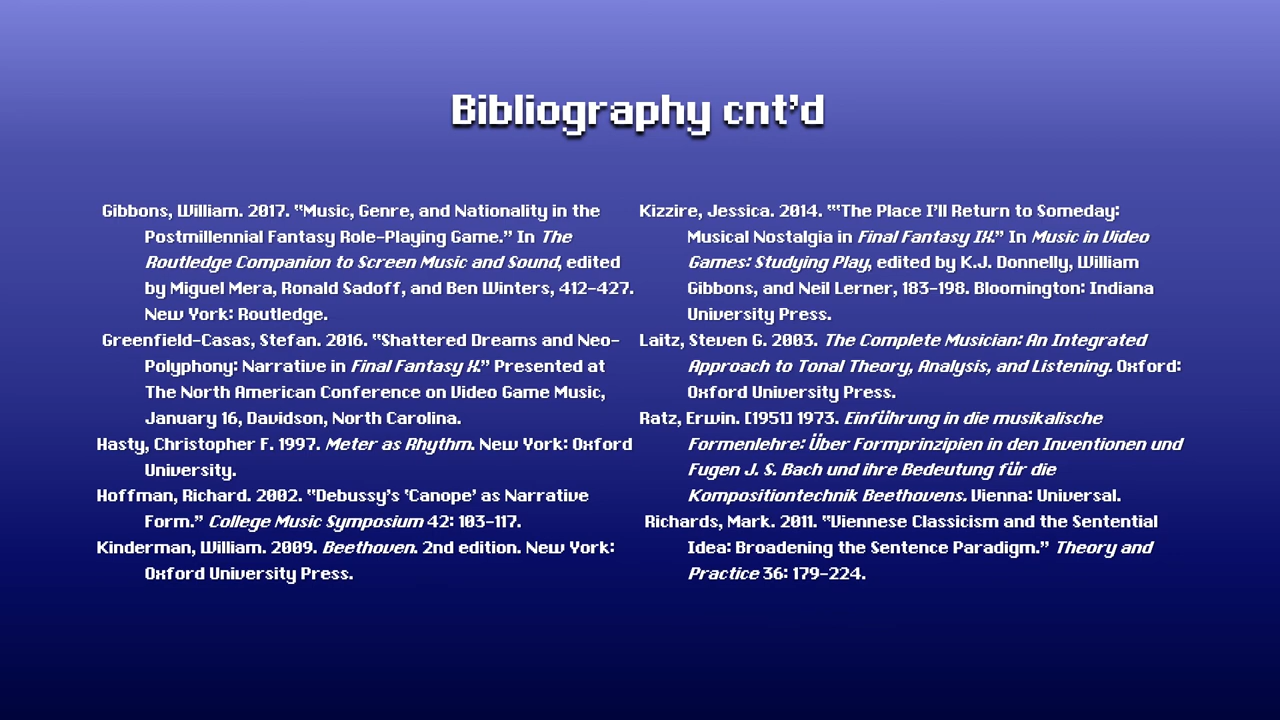 Bibliography cnt'd
Gibbons, William. 2017. “Music, Genre, and Nationality in the
Postmillennial Fantasy Role-Playing Game.” In The
Routledge Companion to Screen Music and Sound, edited
by Miguel Mera, Ronald Sadoff, and Ben Winters, 412-427.
New York: Routledge.
Greenfield-Casas, Stefan. 2016. “Shattered Dreams and Neo-
Polyphony: Narrative in Final Fantasy X.” Presented at
The North American Conference on Video Game Music,
January 16, Davidson, North Carolina.
Hasty, Christopher F. 1997. Meter as Rhythm. New York: Oxford
University.
Hoffman, Richard. 2002. “Debussy's ‘Canope’ as Narrative
Form.” College Music Symposium 42: 103-117.
Kinderman, William. 2009. Beethoven. 2nd edition. New York:
Oxford University Press.
Kizzire, Jessica. 2014. “‘The Place I'll Return to Someday:
Musical Nostalgia in Final Fantasy IX.” In Music in Video
Games: Studying Play, edited by K.J. Donnelly, William
Gibbons, and Neil Lerner, 183-198. Bloomington: Indiana
University Press.
Laitz, Steven G. 2003. The Complete Musician: An Integrated
Approach to Tonal Theory, Analysis, and Listening. Oxford:
Oxford University Press.
Ratz, Erwin. [1951] 1973. Einführung in die musikalische
Formenlehre: Über Formprinzipien in den Inventionen und
Fugen J. S. Bach und ihre Bedeutung für die
Kompositiontechnik Beethovens. Vienna: Universal.
Richards, Mark. 2011. “Viennese Classicism and the Sentential
Idea: Broadening the Sentence Paradigm.” Theory and
Practice 36: 179-224.